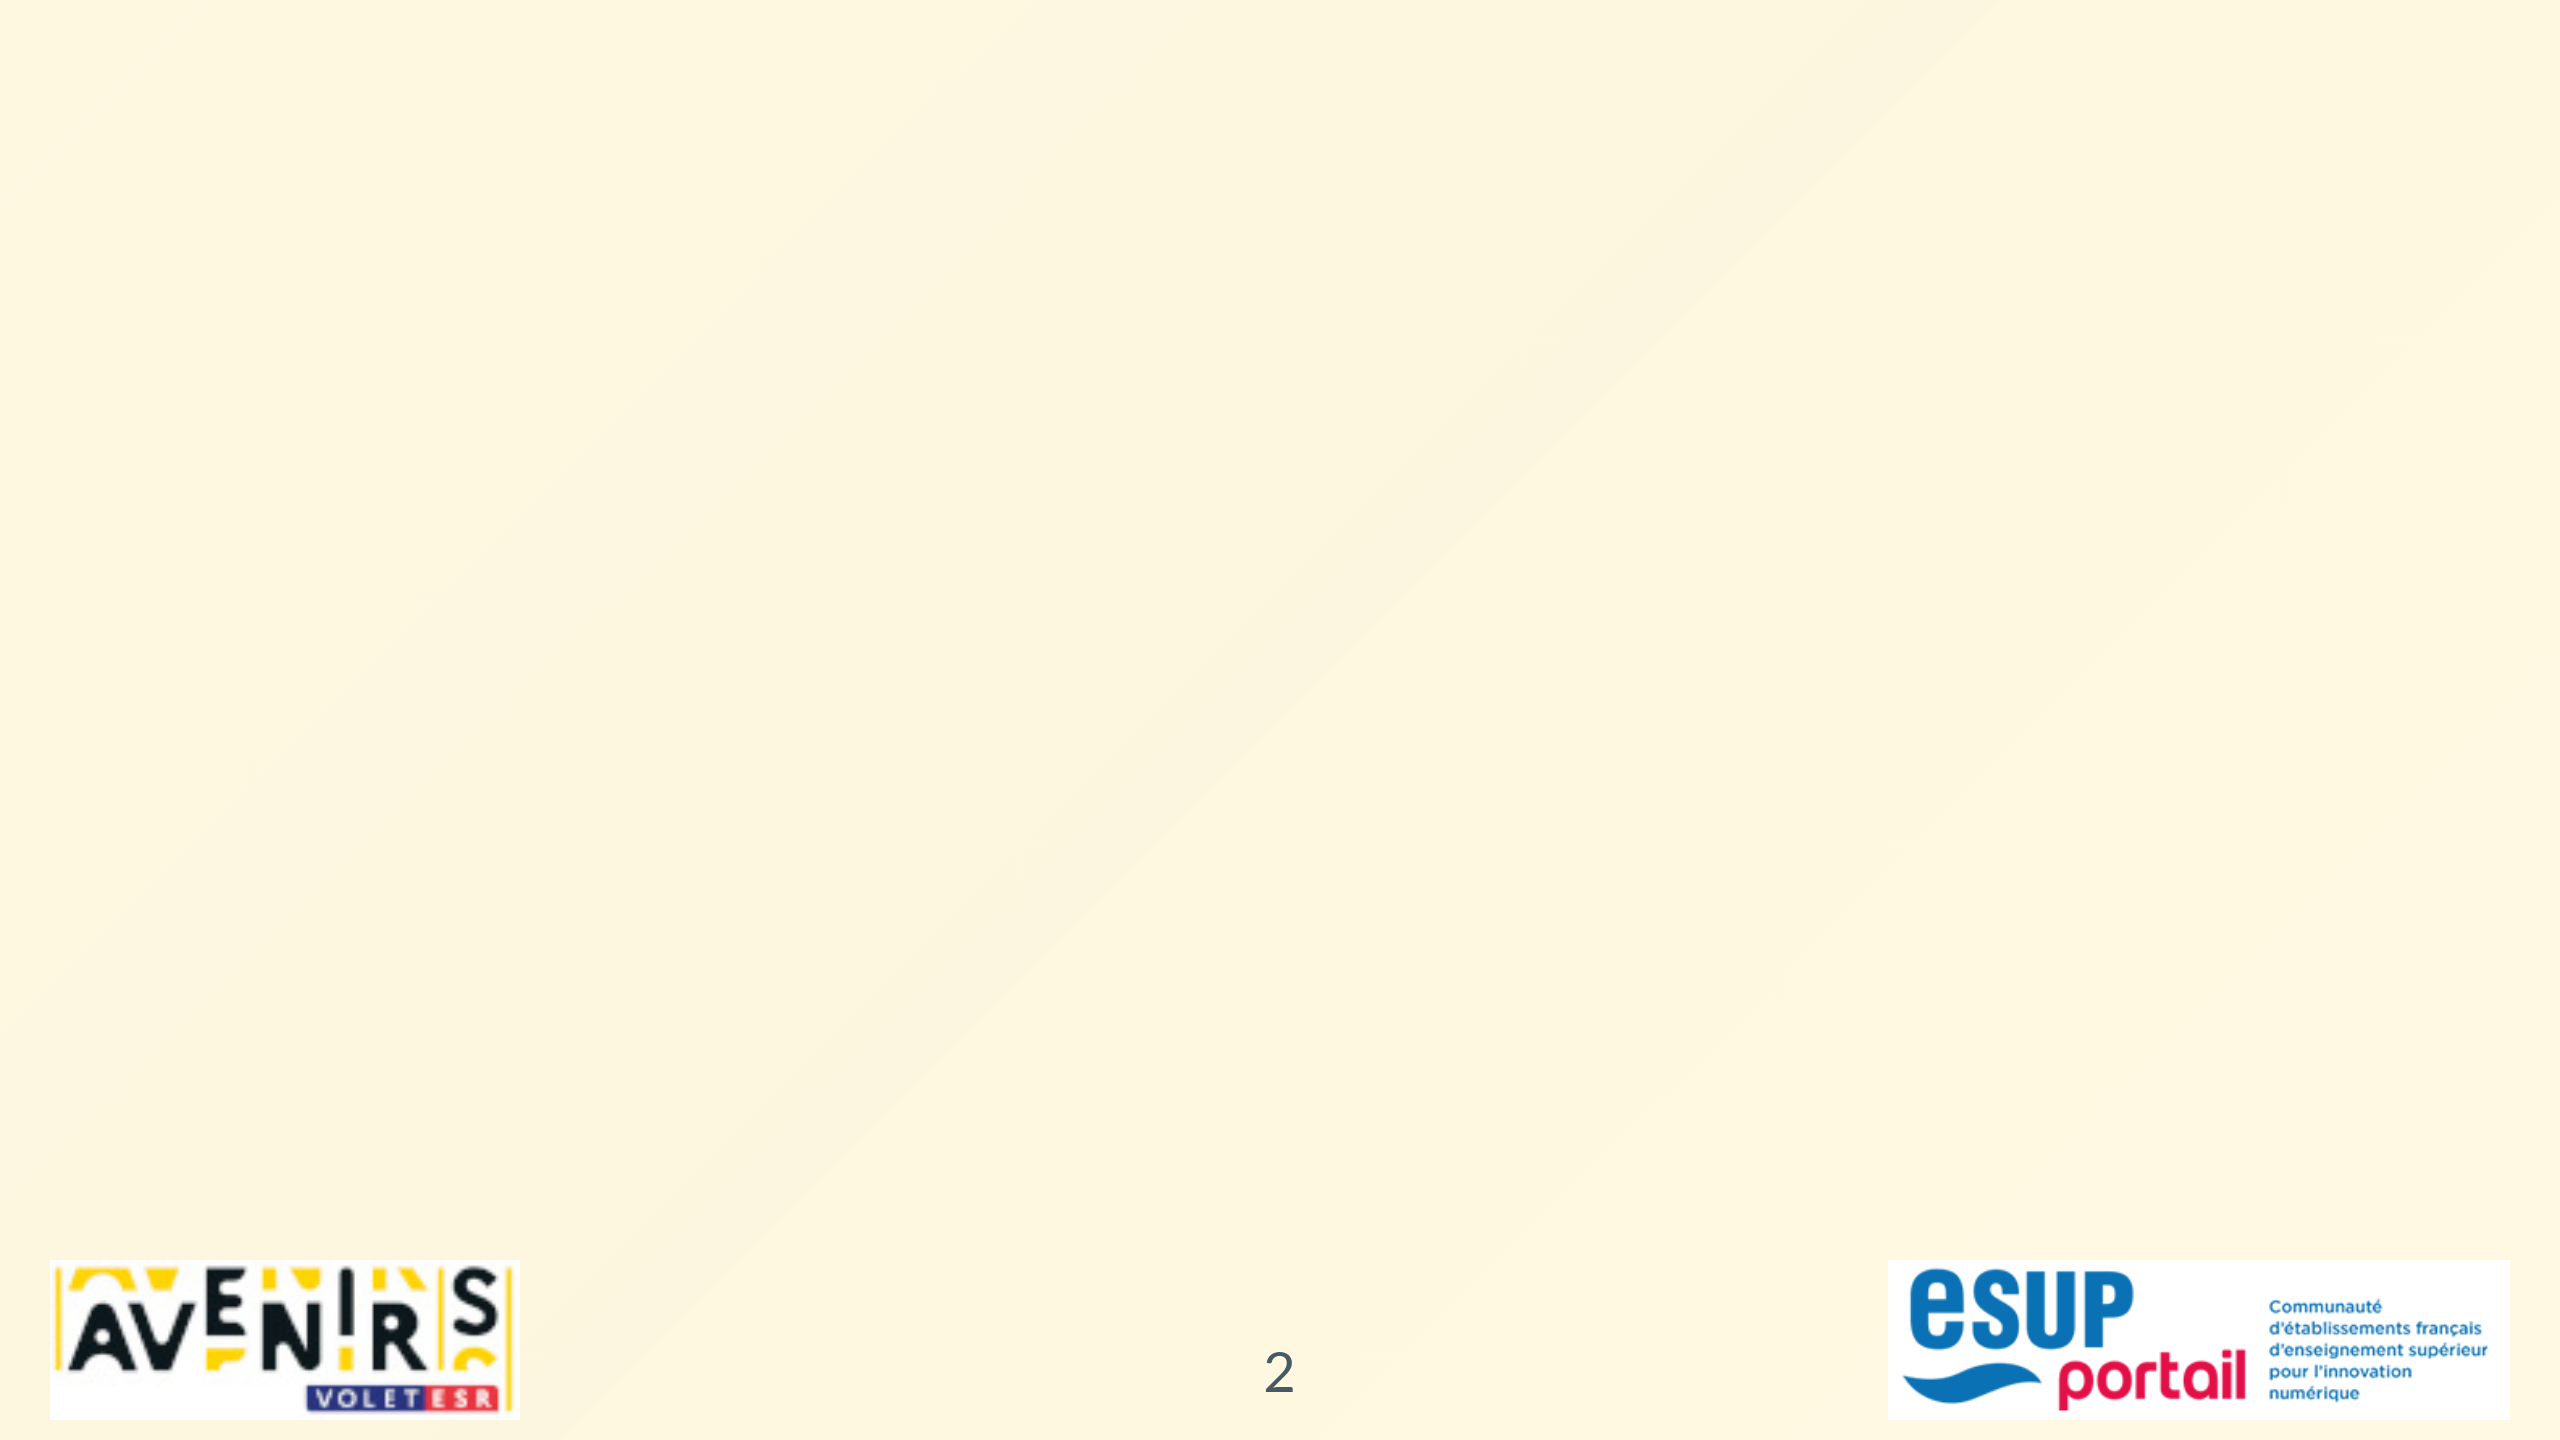 AVENIRS
VOLET ESR
2
esup
portail
Communauté
d'établissements français
d'enseignement supérieur
pour l'innovation
numérique